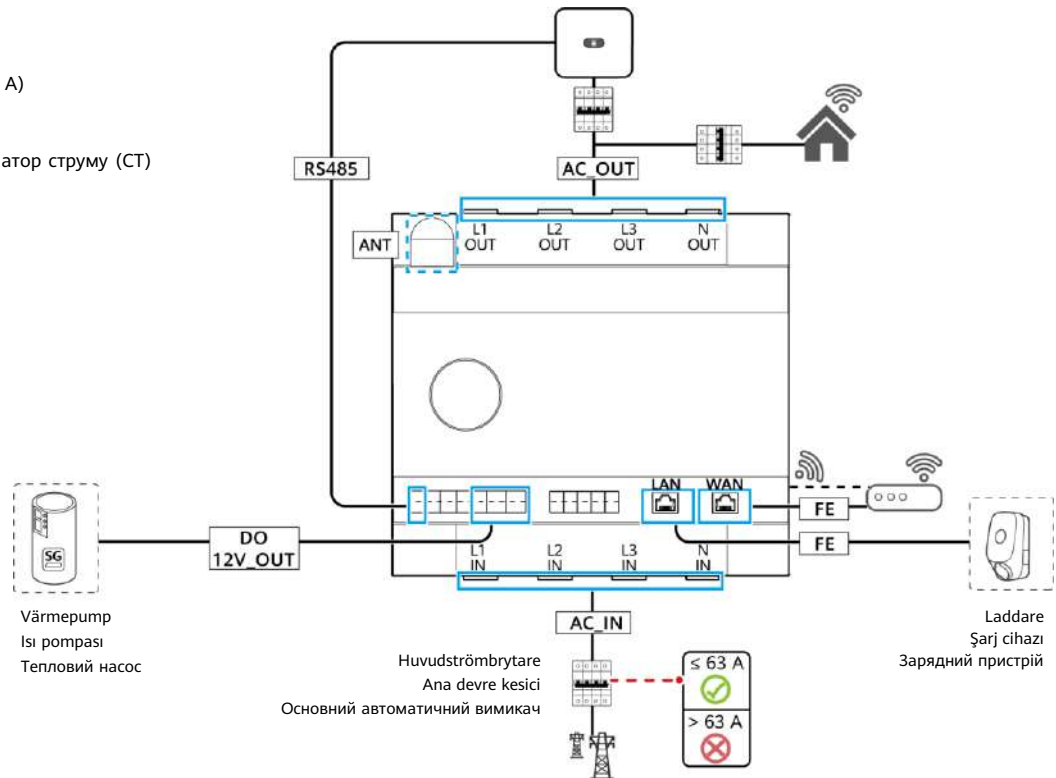 A)
атор струму (CT)
RS485
AC_OUT
ANT
L1 OUT
L2 OUT
L3 OUT
N OUT
LAN
WAN
FE
FE
DO
12V_OUT
SG
L1 IN
L2 IN
L3 IN
N IN
Värmepump
Isı pompası
Тепловий насос
AC_IN
Laddare
Şarj cihazı
Зарядний пристрій
Huvudströmbrytare
Ana devre kesici
Основний автоматичний вимикач
≤ 63 A
> 63 A